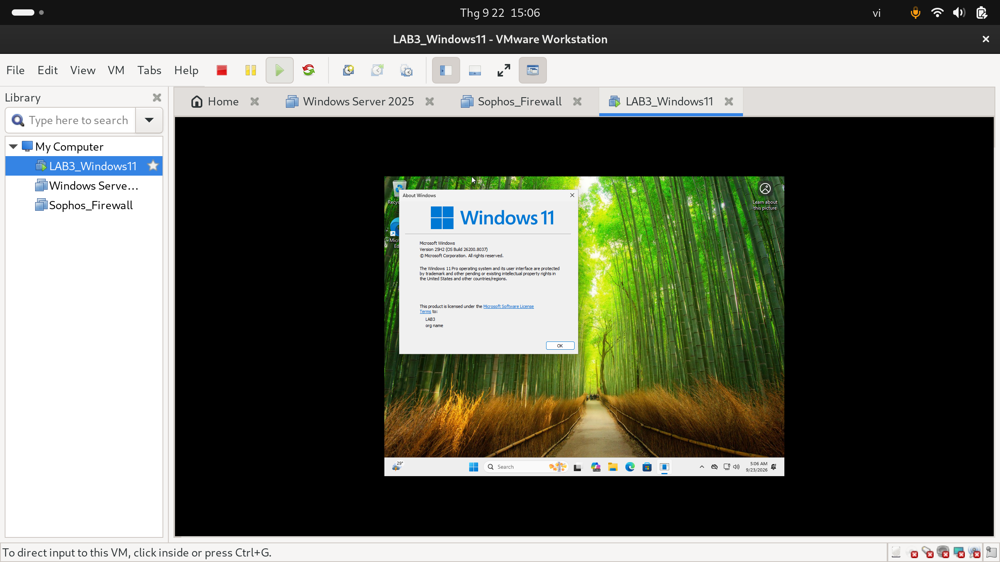 Thg 9 22  15:06
vi
LAB3_Windows11 - VMware Workstation
File  Edit  View  VM  Tabs  Help
Library
Type here to search
My Computer
LAB3_Windows11
Windows Serve...
Sophos_Firewall
Home
Windows Server 2025
Sophos_Firewall
LAB3_Windows11
Recyc
Micr
Ed
Learn about
this picture
About Windows
Windows 11
Microsoft Windows
Version 25H2 (OS Build 26200.8037)
© Microsoft Corporation. All rights reserved.
The Windows 11 Pro operating system and its user interface are protected
by trademark and other pending or existing intellectual property rights in
the United States and other countries/regions.
This product is licensed under the Microsoft Software License
Terms to:
LAB3
org name
OK
29°
Search
M365
5:06 AM
9/23/2026
To direct input to this VM, click inside or press Ctrl+G.